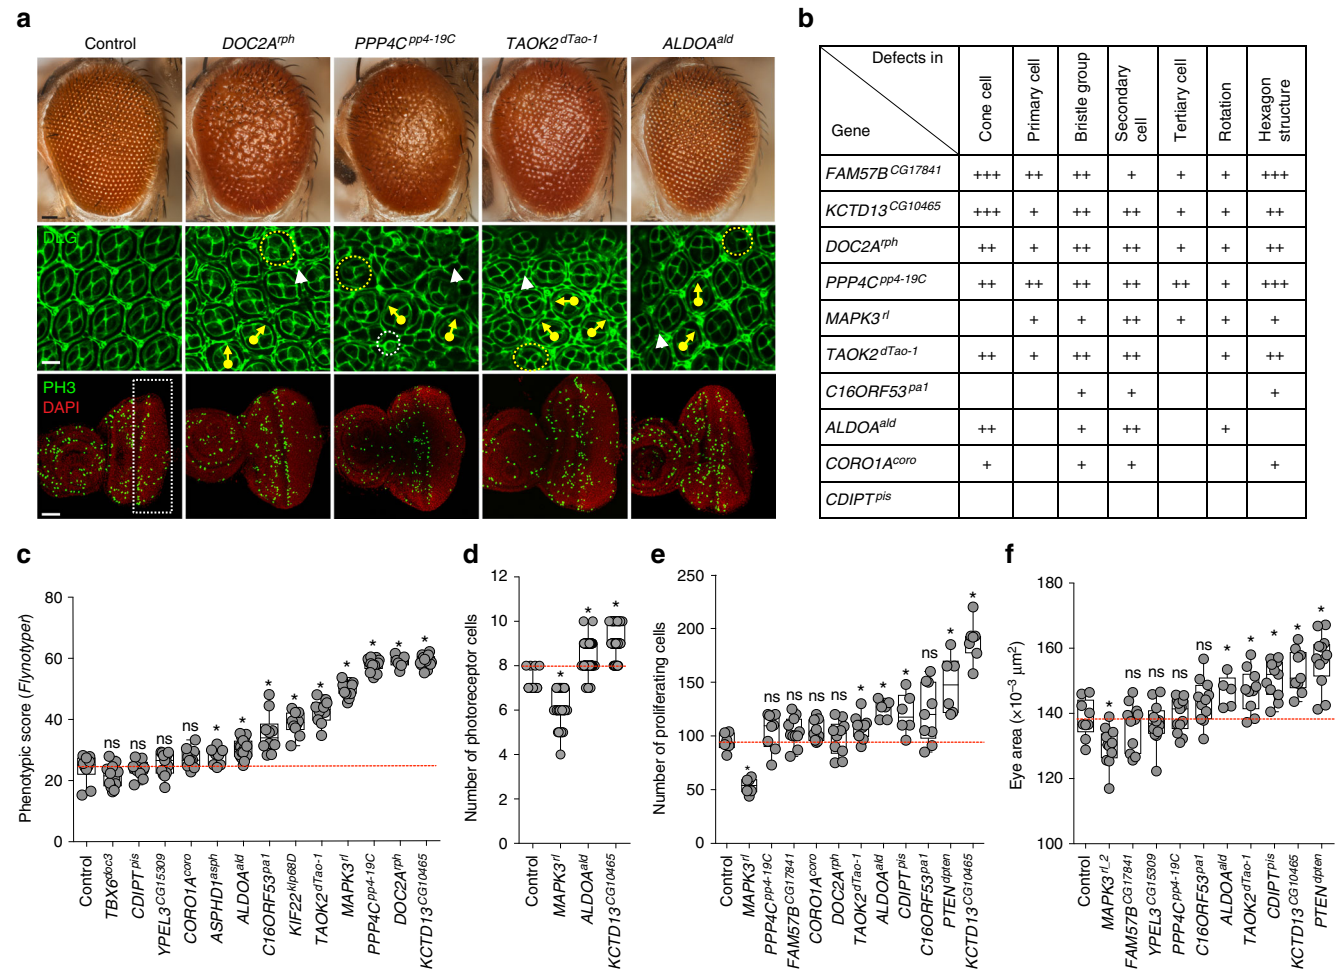 a
Control
DOC2A rph
PPP4C pp4-19C
TAOK2 dTao-1
ALDOA ald
DLG
PH3
DAPI
b
Defects in
Gene
Cone cell
Primary cell
Bristle group
Secondary cell
Tertiary cell
Rotation
Hexagon structure
FAM57B CG17841 +++ ++ ++ + + + +++
KCTD13 CG10465 +++ + ++ ++ + + ++
DOC2A rph ++ + ++ ++ + + ++
PPP4C pp4-19C ++ ++ ++ ++ ++ + +++
MAPK3 rl + + ++ + + +
TAOK2 dTao-1 ++ + ++ ++ + ++
C16ORF53 pa1 + + +
ALDOA ald ++ + ++ +
CORO1A coro + + + +
CDIPT pis
c
Phenotypic score (Flynotyper)
80
60
40
20
0
ns ns ns ns * * * * * * * * *
Control
TBX6 doc3
CDIPT pis
YPEL3 CG15309
CORO1A coro
ASPHD1 asph
ALDOA ald
C16ORF53 pa1
KIF22 klp68D
TAOK2 dTao-1
MAPK3 rl
PPP4C pp4-19C
DOC2A rph
KCTD13 CG10465
d
Number of photoreceptor cells
12
10
8
6
4
2
0
* * *
Control
MAPK3 rl
ALDOA ald
KCTD13 CG10465
e
Number of proliferating cells
250
200
150
100
50
0
* ns ns ns ns * * * ns * *
Control
MAPK3 rl
PPP4C pp4-19C
FAM57B CG17841
CORO1A coro
DOC2A rph
TAOK2 dTao-1
ALDOA ald
CDIPT pis
C16ORF53 pa1
PTEN dpten
KCTD13 CG10465
f
Eye area (×10⁻³ μm²)
180
160
140
120
100
* ns ns ns ns * * * * *
Control
MAPK3 rl_2
FAM57B CG17841
YPEL3 CG15309
PPP4C pp4-19C
C16ORF53 pa1
ALDOA ald
TAOK2 dTao-1
CDIPT pis
KCTD13 CG10465
PTEN dpten